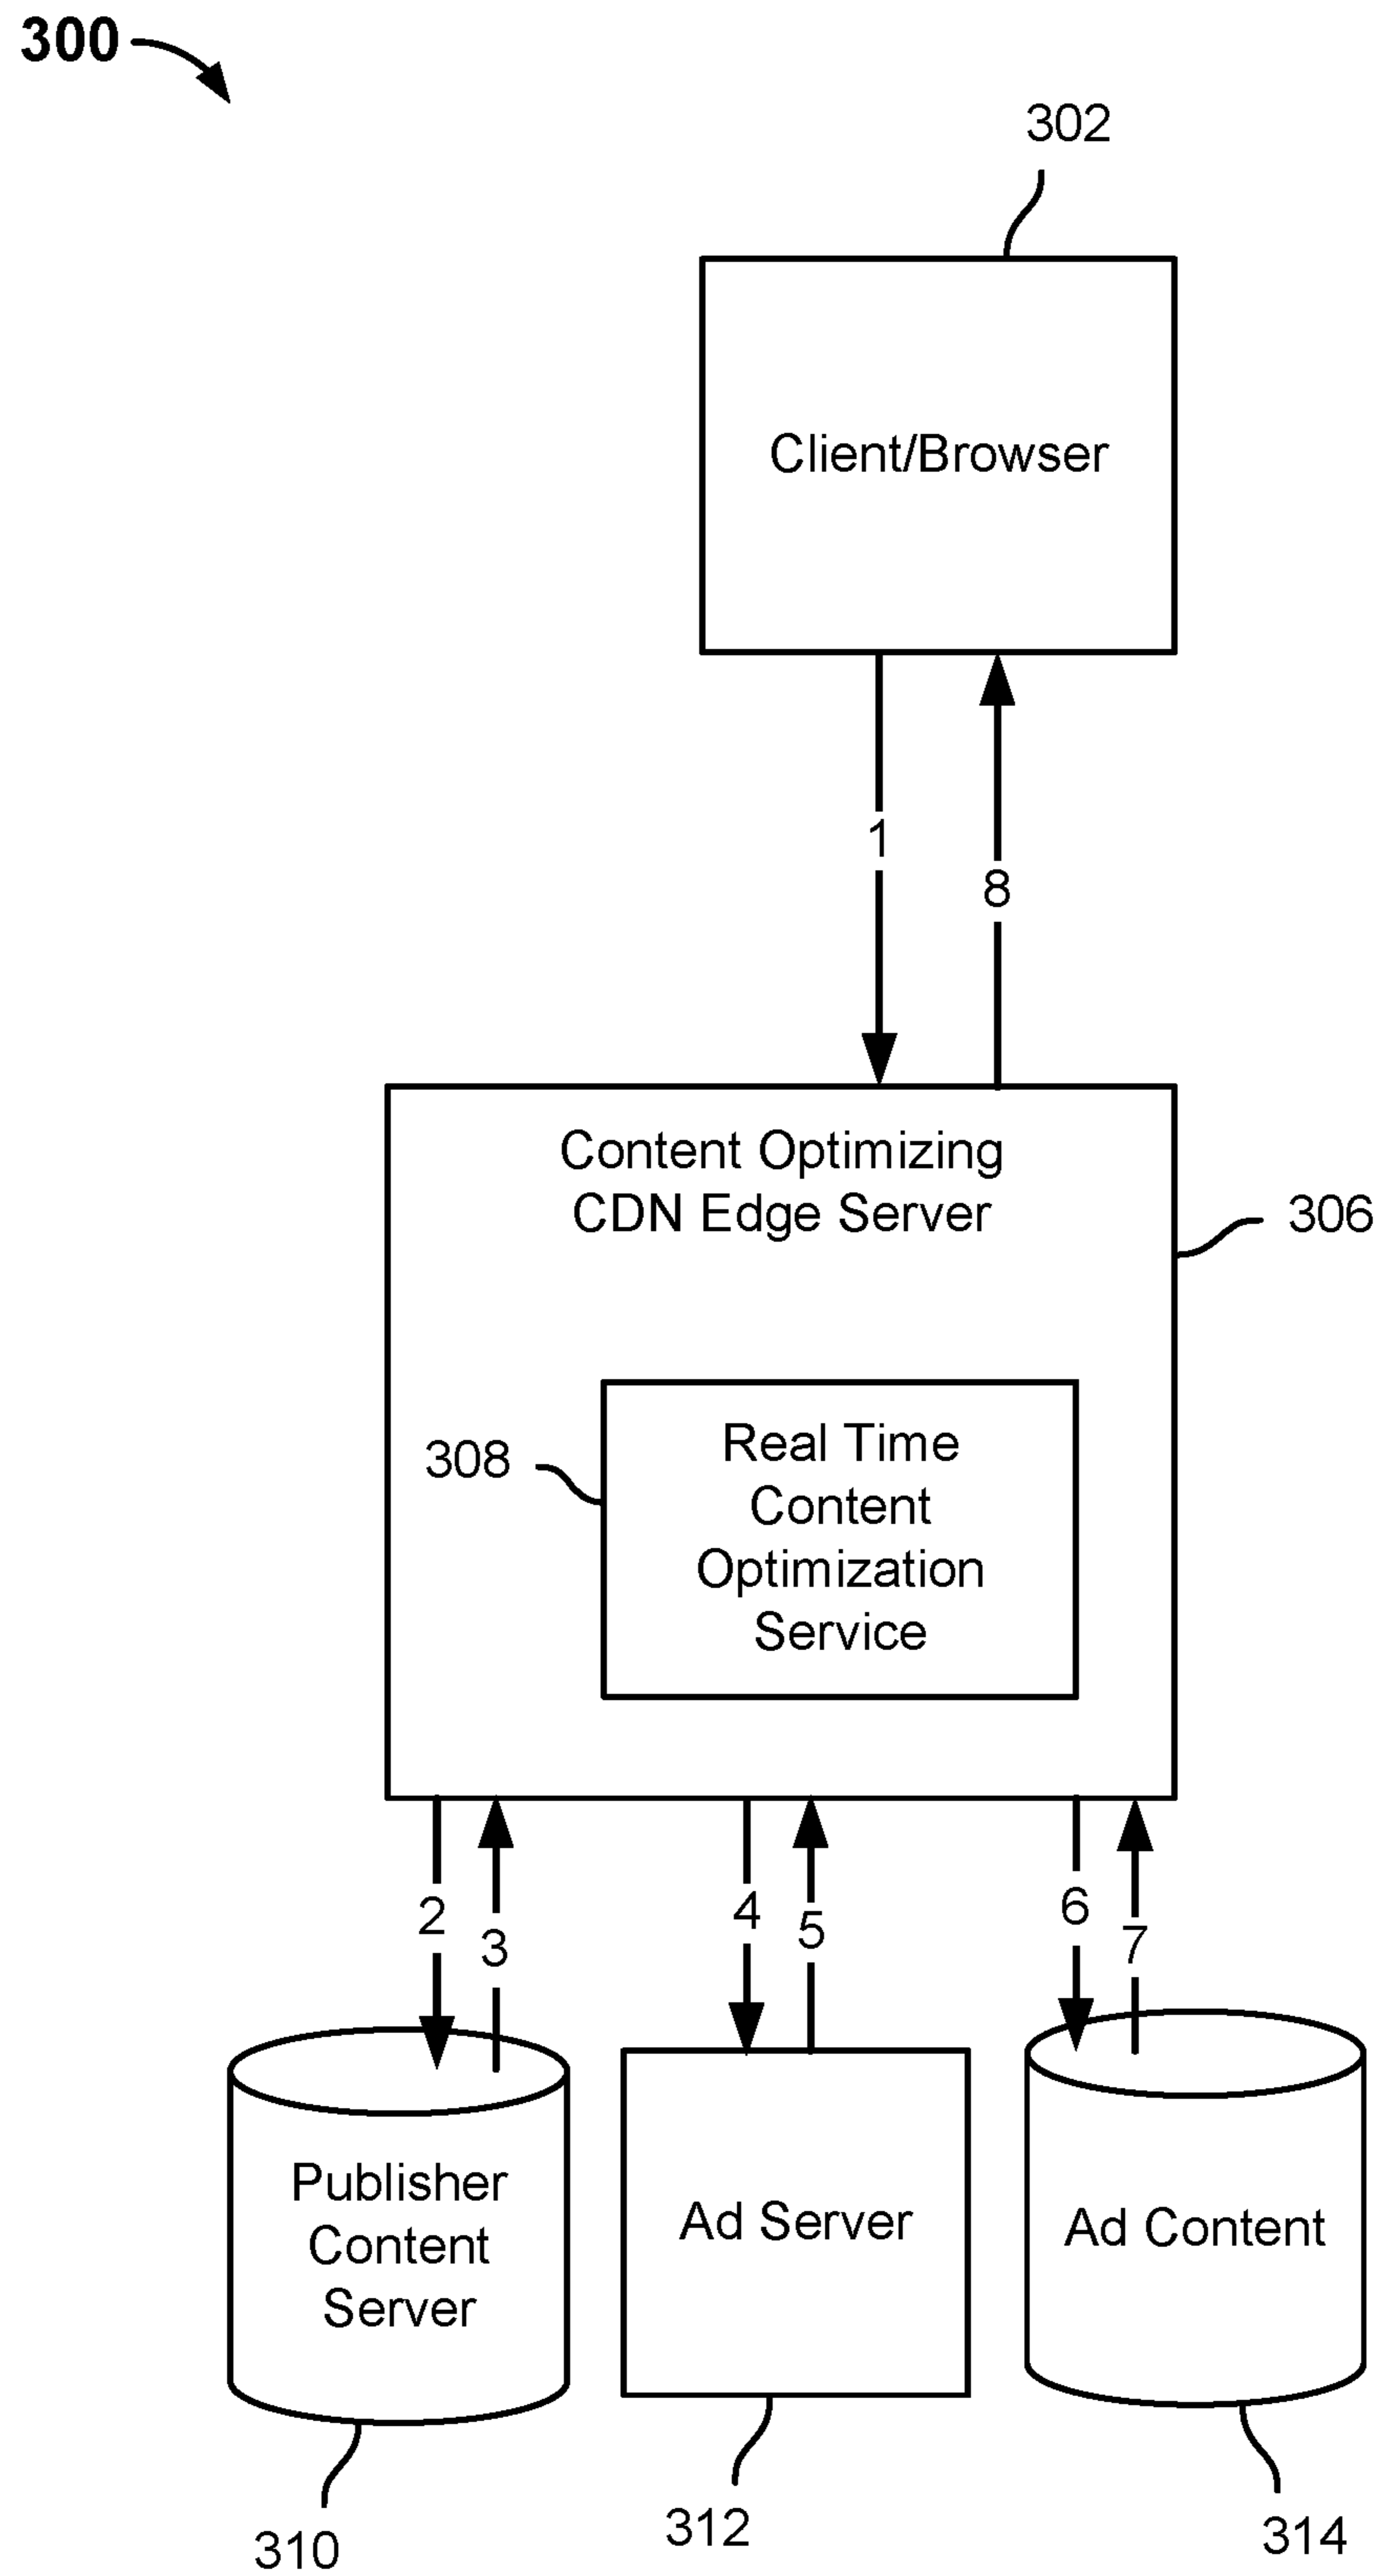 300
302
Client/Browser
1
8
Content Optimizing
CDN Edge Server
306
308
Real Time
Content
Optimization
Service
2
3
4
5
6
7
Publisher
Content
Server
Ad Server
Ad Content
310
312
314